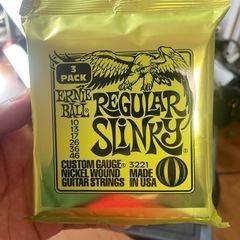 3
PACK
ERNIE
BALL®
REGULAR
SLINKY
10
13
17
26
36
46
CUSTOM GAUGE® 3221
NICKEL WOUND MADE
GUITAR STRINGS IN USA